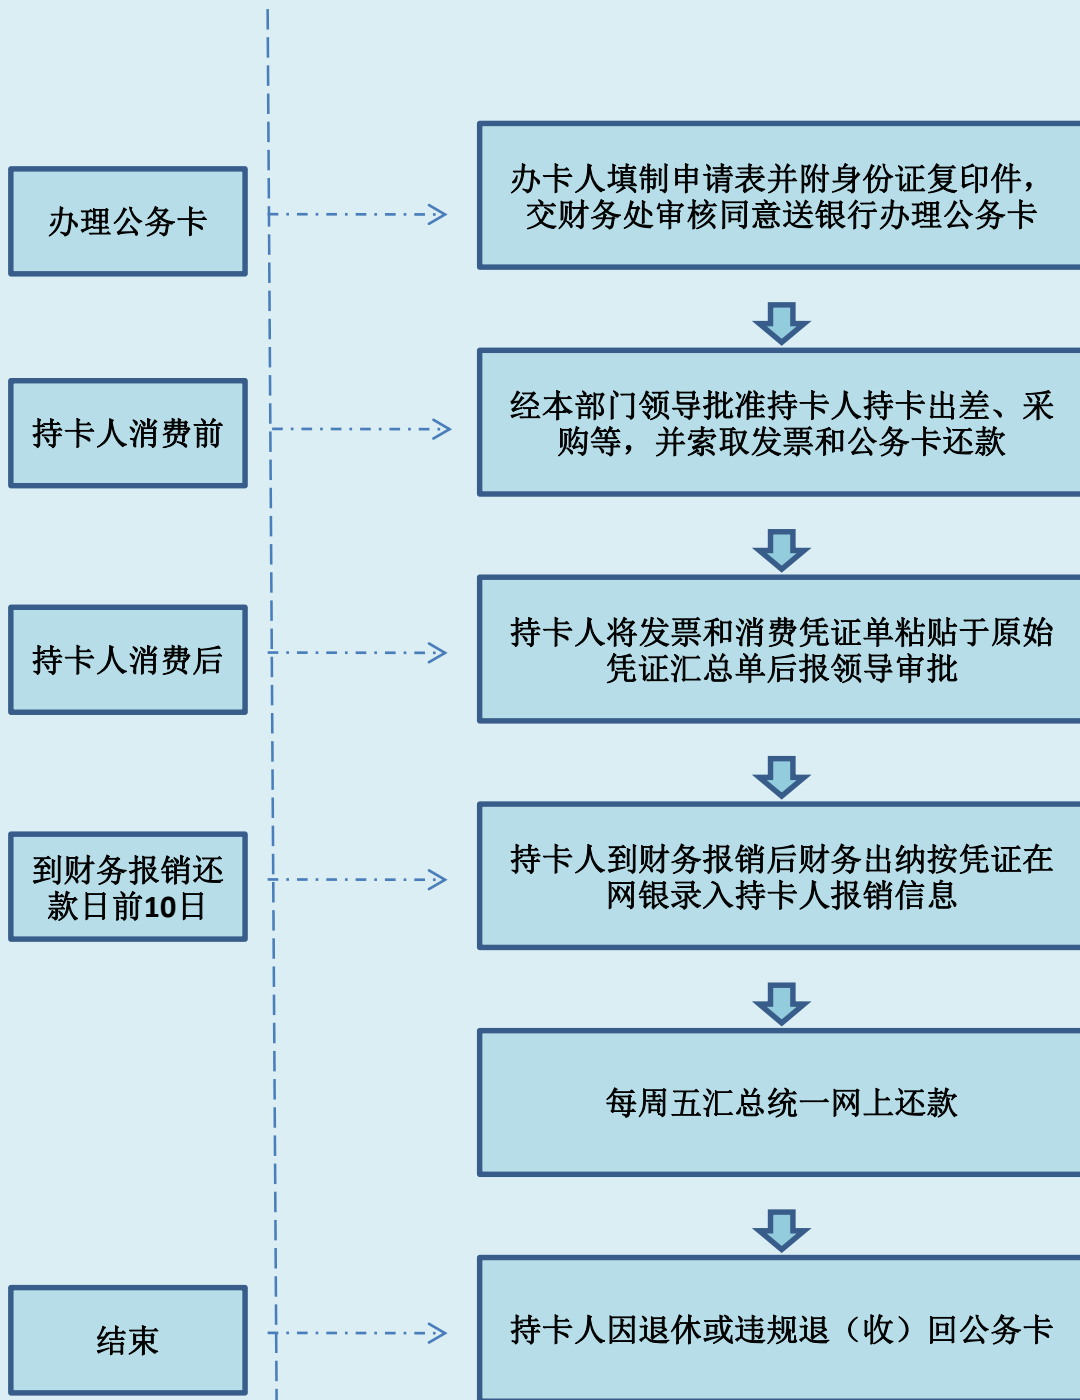 办理公务卡
办卡人填制申请表并附身份证复印件，
交财务处审核同意送银行办理公务卡
持卡人消费前
经本部门领导批准持卡人持卡出差、采
购等，并索取发票和公务卡还款
持卡人消费后
持卡人将发票和消费凭证单粘贴于原始
凭证汇总单后报领导审批
到财务报销还
款日前10日
持卡人到财务报销后财务出纳按凭证在
网银录入持卡人报销信息
每周五汇总统一网上还款
结束
持卡人因退休或违规退（收）回公务卡